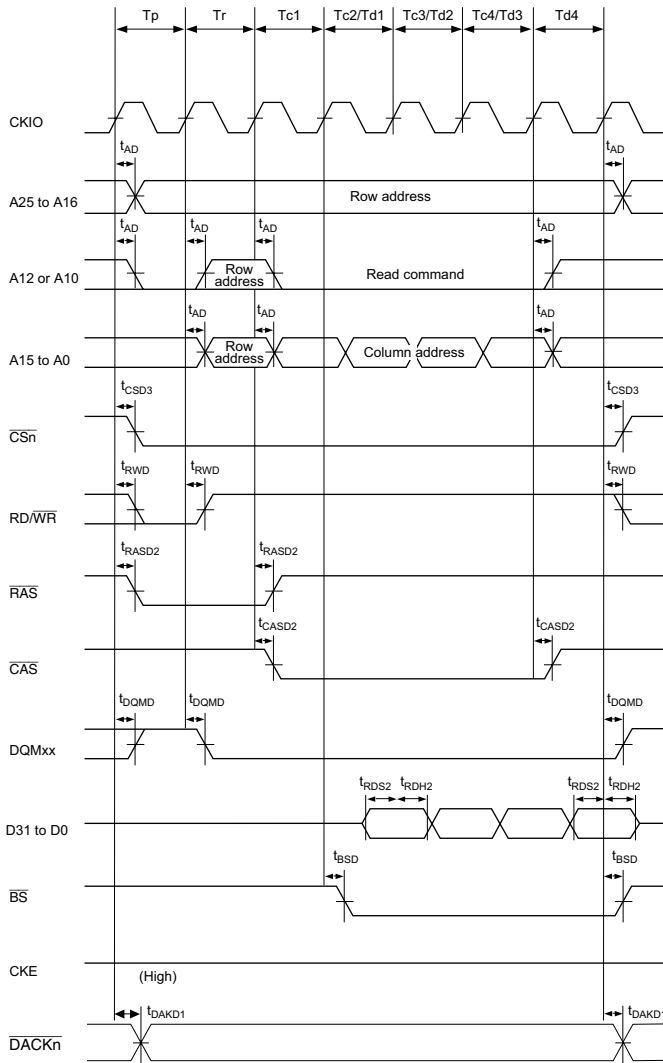 Tp Tr Tc1 Tc2/Td1 Tc3/Td2 Tc4/Td3 Td4
CKIO
tAD tAD
A25 to A16 Row address
tAD tAD tAD tAD
A12 or A10 Row address Read command
tAD tAD tAD
A15 to A0 Row address Column address
tCSD3 tCSD3
CSn
tRWD tRWD tRWD
RD/WR
tRASD2 tRASD2
RAS
tCASD2 tCASD2
CAS
tDQMD tDQMD tDQMD
DQMxx
tRDS2 tRDH2 tRDS2 tRDH2
D31 to D0
tBSD tBSD
BS
CKE
(High)
tDAKD1 tDAKD1
DACKn